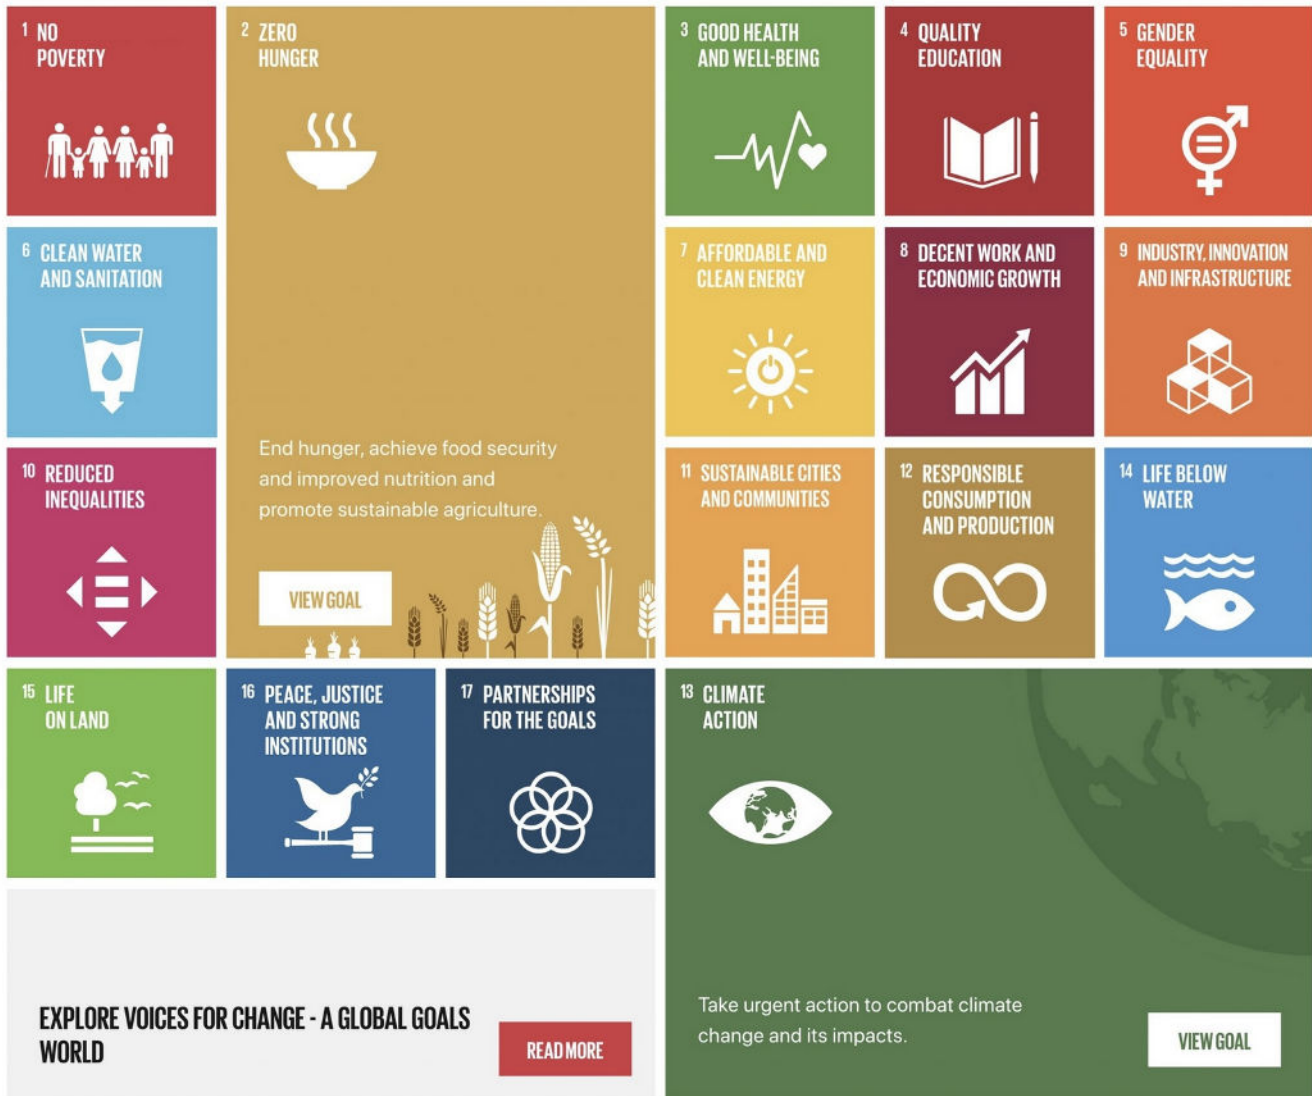 1 NO
POVERTY
2 ZERO
HUNGER
End hunger, achieve food security
and improved nutrition and
promote sustainable agriculture.
VIEW GOAL
3 GOOD HEALTH
AND WELL-BEING
4 QUALITY
EDUCATION
5 GENDER
EQUALITY
6 CLEAN WATER
AND SANITATION
7 AFFORDABLE AND
CLEAN ENERGY
8 DECENT WORK AND
ECONOMIC GROWTH
9 INDUSTRY, INNOVATION
AND INFRASTRUCTURE
10 REDUCED
INEQUALITIES
11 SUSTAINABLE CITIES
AND COMMUNITIES
12 RESPONSIBLE
CONSUMPTION
AND PRODUCTION
14 LIFE BELOW
WATER
15 LIFE
ON LAND
16 PEACE, JUSTICE
AND STRONG
INSTITUTIONS
17 PARTNERSHIPS
FOR THE GOALS
13 CLIMATE
ACTION
Take urgent action to combat climate
change and its impacts.
VIEW GOAL
EXPLORE VOICES FOR CHANGE - A GLOBAL GOALS
WORLD
READ MORE